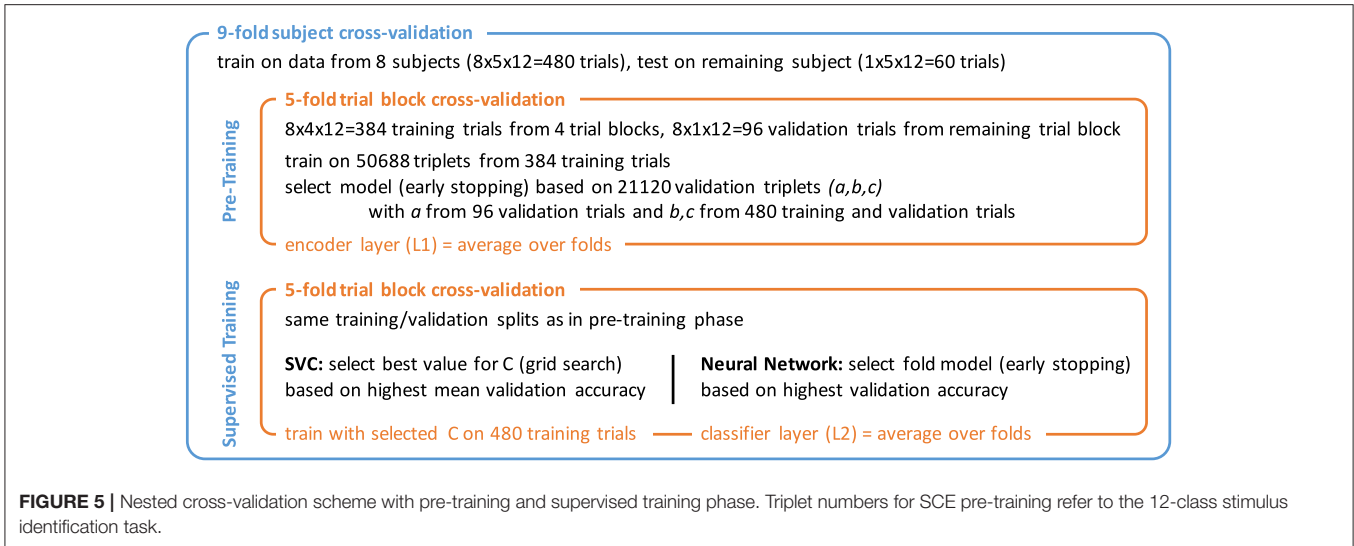 9-fold subject cross-validation
train on data from 8 subjects (8x5x12=480 trials), test on remaining subject (1x5x12=60 trials)
Pre-Training
5-fold trial block cross-validation
8x4x12=384 training trials from 4 trial blocks, 8x1x12=96 validation trials from remaining trial block
train on 50688 triplets from 384 training trials
select model (early stopping) based on 21120 validation triplets (a,b,c)
with a from 96 validation trials and b,c from 480 training and validation trials
encoder layer (L1) = average over folds
Supervised Training
5-fold trial block cross-validation
same training/validation splits as in pre-training phase
SVC: select best value for C (grid search)
based on highest mean validation accuracy
Neural Network: select fold model (early stopping)
based on highest validation accuracy
train with selected C on 480 training trials
classifier layer (L2) = average over folds
FIGURE 5 | Nested cross-validation scheme with pre-training and supervised training phase. Triplet numbers for SCE pre-training refer to the 12-class stimulus
identification task.